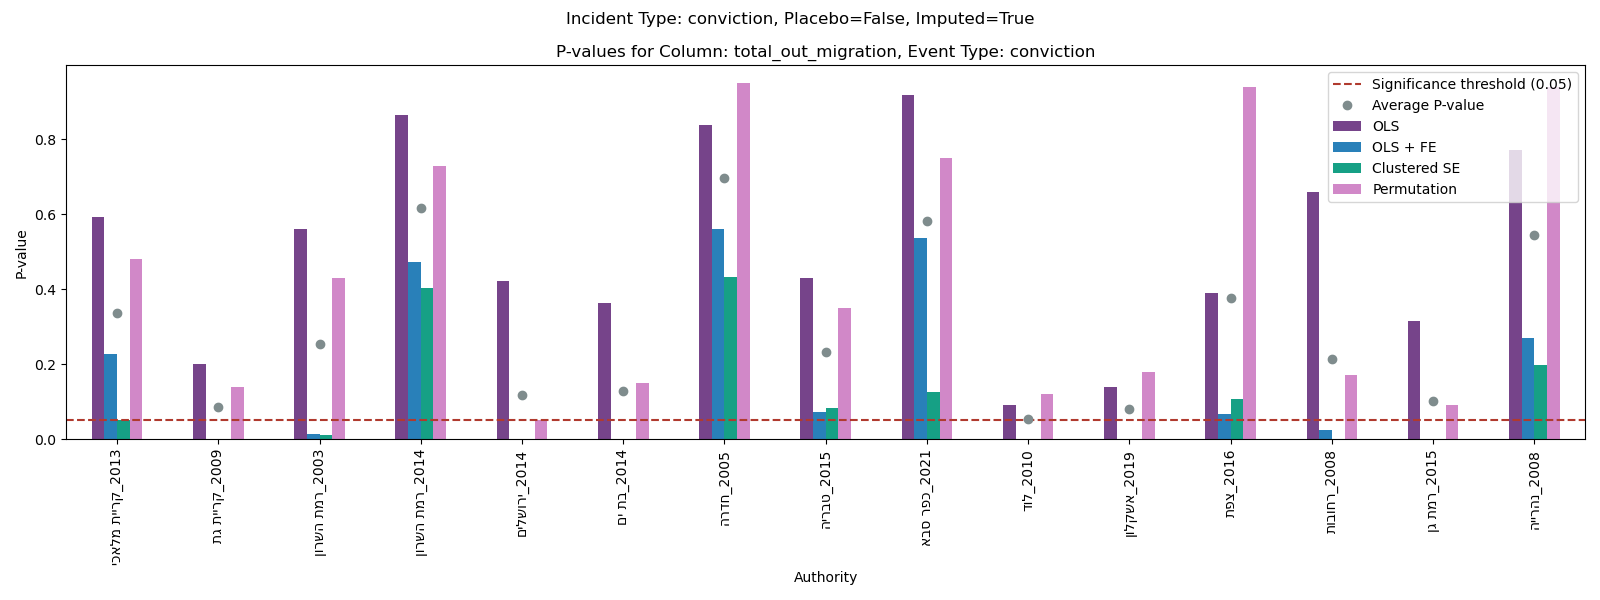 Incident Type: conviction, Placebo=False, Imputed=True
P-values for Column: total_out_migration, Event Type: conviction
Significance threshold (0.05)
Average P-value
OLS
OLS + FE
Clustered SE
Permutation
P-value
0.8
0.6
0.4
0.2
0.0
קריית מלאכי_2013
קריית גת_2009
רמת השרון_2003
רמת השרון_2014
ירושלים_2014
בת ים_2014
חדרה_2005
טבריה_2015
כפר סבא_2021
לוד_2010
אשקלון_2019
צפת_2016
רחובות_2008
רמת גן_2015
נהרייה_2008
Authority